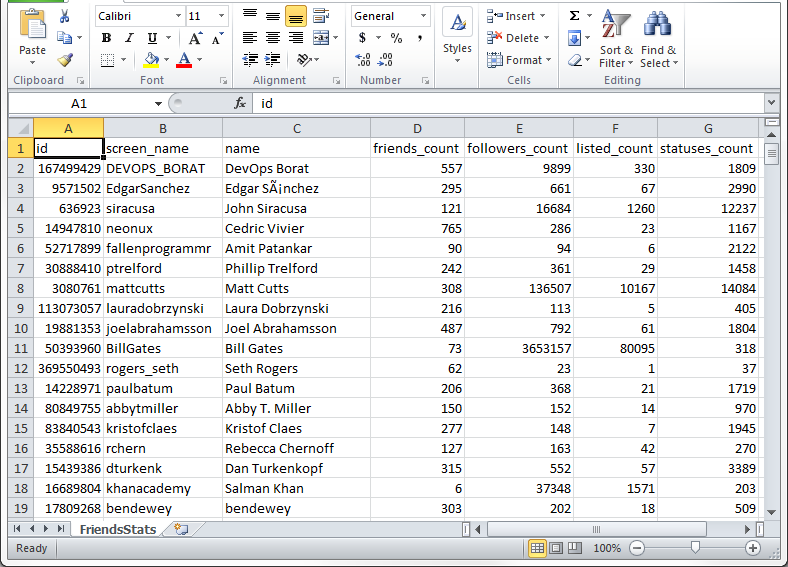 Calibri 11 General Insert Σ
Paste B I U A A $ % , Styles Delete Sort & Find &
Format Filter Select
Clipboard Font Alignment Number Cells Editing
A1 fx id
A B C D E F G
1 id screen_name name friends_count followers_count listed_count statuses_count
2 167499429 DEVOPS_BORAT DevOps Borat 557 9899 330 1809
3 9571502 EdgarSanchez Edgar SÃ¡nchez 295 661 67 2990
4 636923 siracusa John Siracusa 121 16684 1260 12237
5 14947810 neonux Cedric Vivier 765 286 23 1167
6 52717899 fallenprogrammr Amit Patankar 90 94 6 2122
7 30888410 ptrelford Phillip Trelford 242 361 29 1458
8 3080761 mattcutts Matt Cutts 308 136507 10167 14084
9 113073057 lauradobrzynski Laura Dobrzynski 216 113 5 405
10 19881353 joelabrahamsson Joel Abrahamsson 487 792 61 1804
11 50393960 BillGates Bill Gates 73 3653157 80095 318
12 369550493 rogers_seth Seth Rogers 62 23 1 37
13 14228971 paulbatum Paul Batum 206 368 21 1719
14 80849755 abbytmiller Abby T. Miller 150 152 14 970
15 83840543 kristofclaes Kristof Claes 277 148 7 1945
16 35588616 rchern Rebecca Chernoff 127 163 42 270
17 15439386 dturkenk Dan Turkenkopf 315 552 57 3389
18 16689804 khanacademy Salman Khan 6 37348 1571 203
19 17809268 bendewey bendewey 303 202 18 509
FriendsStats
Ready 100%